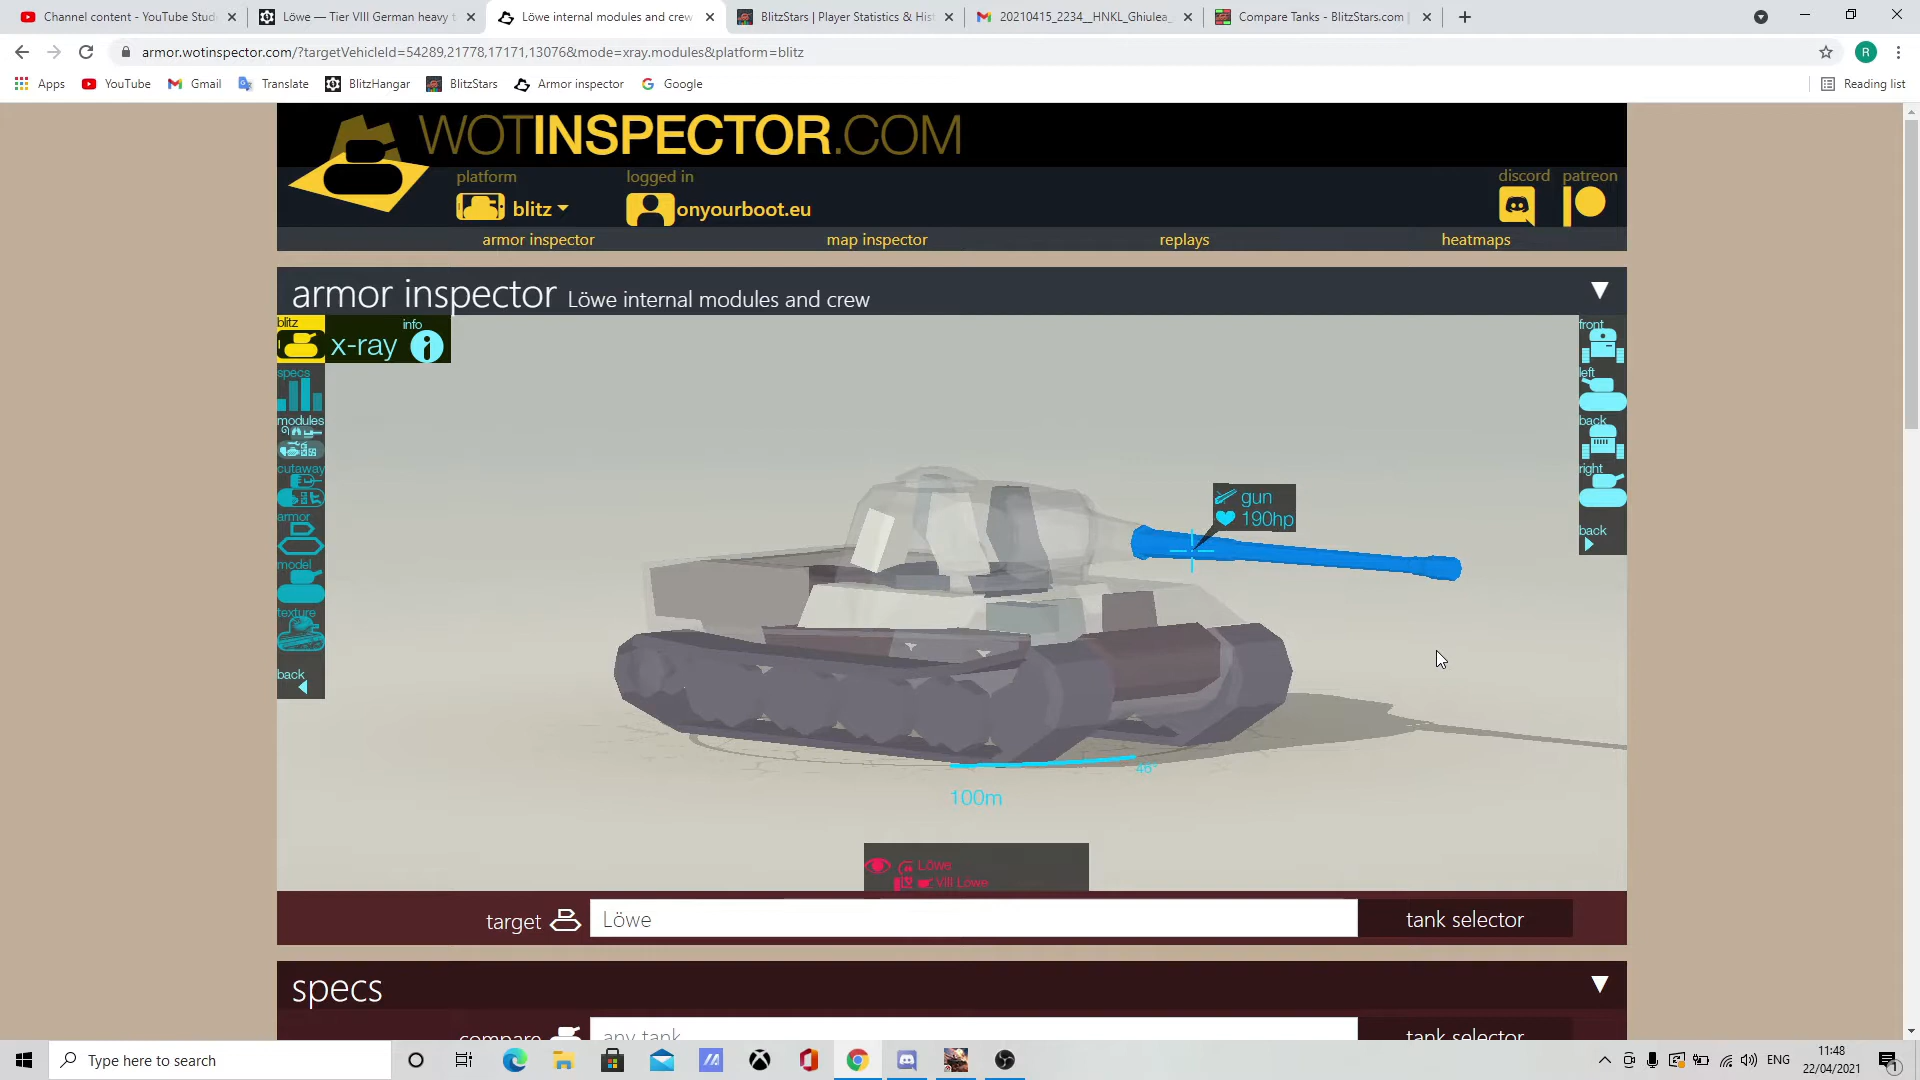 Channel content - YouTube Stud
Löwe — Tier VIII German heavy t
Löwe internal modules and crew
BlitzStars | Player Statistics & His
20210415_2234__HNKL_Ghiulea_
Compare Tanks - BlitzStars.com |
armor.wotinspector.com/?targetVehicleId=54289,21778,17171,13076&mode=xray.modules&platform=blitz
R
Apps
YouTube
Gmail
Translate
BlitzHangar
BlitzStars
Armor inspector
Google
Reading list
WOTINSPECTOR.COM
platform
blitz
logged in
onyourboot.eu
discord
patreon
armor inspector
map inspector
replays
heatmaps
armor inspector Löwe internal modules and crew
blitz
x-ray
info
specs
modules
cutaway
armor
model
texture
back
front
left
back
right
back
gun
190hp
46°
100m
Löwe
VIII Löwe
target
Löwe
tank selector
specs
compare
any tank
tank selector
Type here to search
ENG
11:48
22/04/2021
1